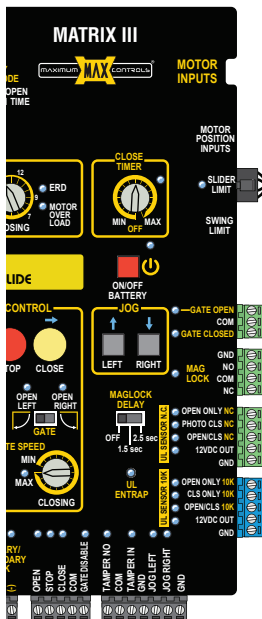 MATRIX III
MAXIMUM MAX CONTROLS
MOTOR
INPUTS
ODE
OPEN
TIME
MOTOR
POSITION
INPUTS
SLIDER
LIMIT
SWING
LIMIT
12
9
7
OSING
ERD
MOTOR
OVER
LOAD
CLOSE
TIMER
MIN
MAX
OFF
ON/OFF
BATTERY
LIDE
CONTROL
TOP
CLOSE
JOG
LEFT
RIGHT
GATE OPEN
COM
GATE CLOSED
MAG
LOCK
GND
NO
COM
NC
OPEN
LEFT
OPEN
RIGHT
GATE
TE SPEED
MIN
MAX
CLOSING
MAGLOCK
DELAY
OFF
2.5 sec
1.5 sec
UL
ENTRAP
UL SENSOR N.C.
OPEN ONLY NC
PHOTO CLS NC
OPEN/CLS NC
12VDC OUT
GND
UL SENSOR 10K
OPEN ONLY 10K
CLS ONLY 10K
OPEN/CLS 10K
12VDC OUT
GND
ARY/
DARY
K
(-)
OPEN
STOP
CLOSE
COM
GATE DISABLE
TAMPER NO
COM
TAMPER IN
GND
JOG LEFT
JOG RIGHT
GND